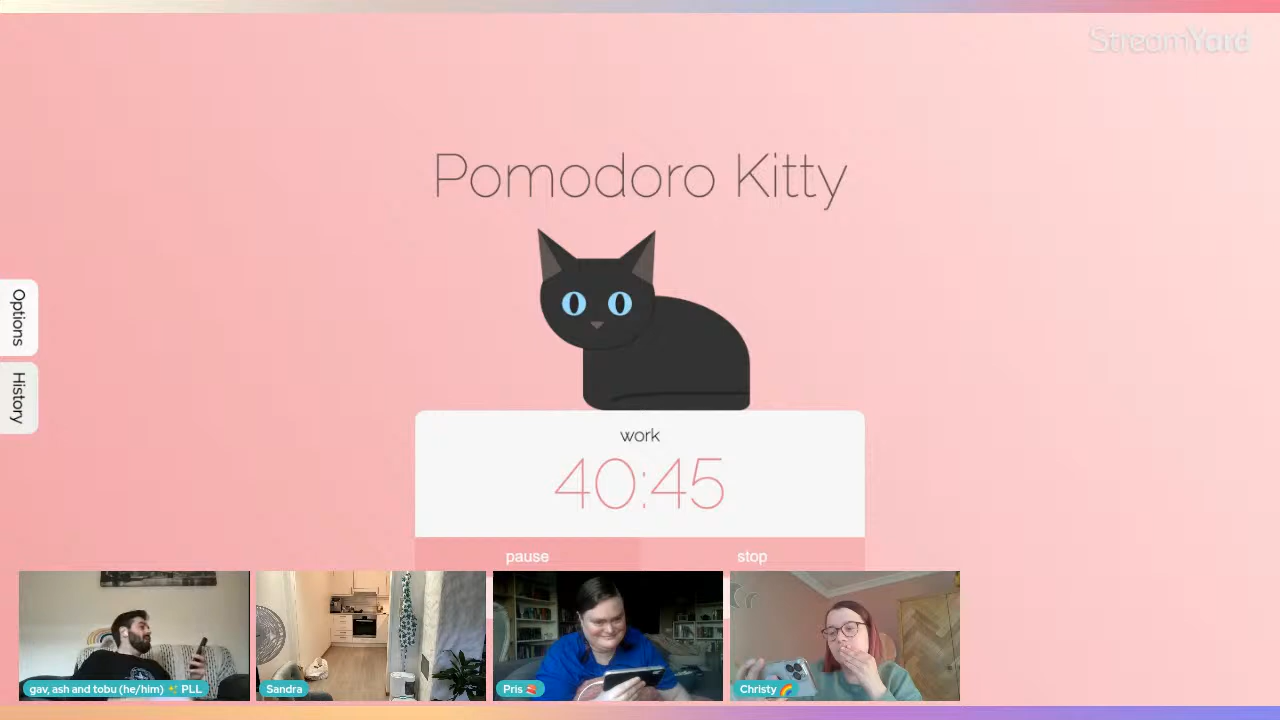 StreamYard
Pomodoro Kitty
Options
History
work
40:45
pause stop
gav, ash and tobu (he/him) ✨ PLL
Sandra
Pris 🪱
Christy 🌈